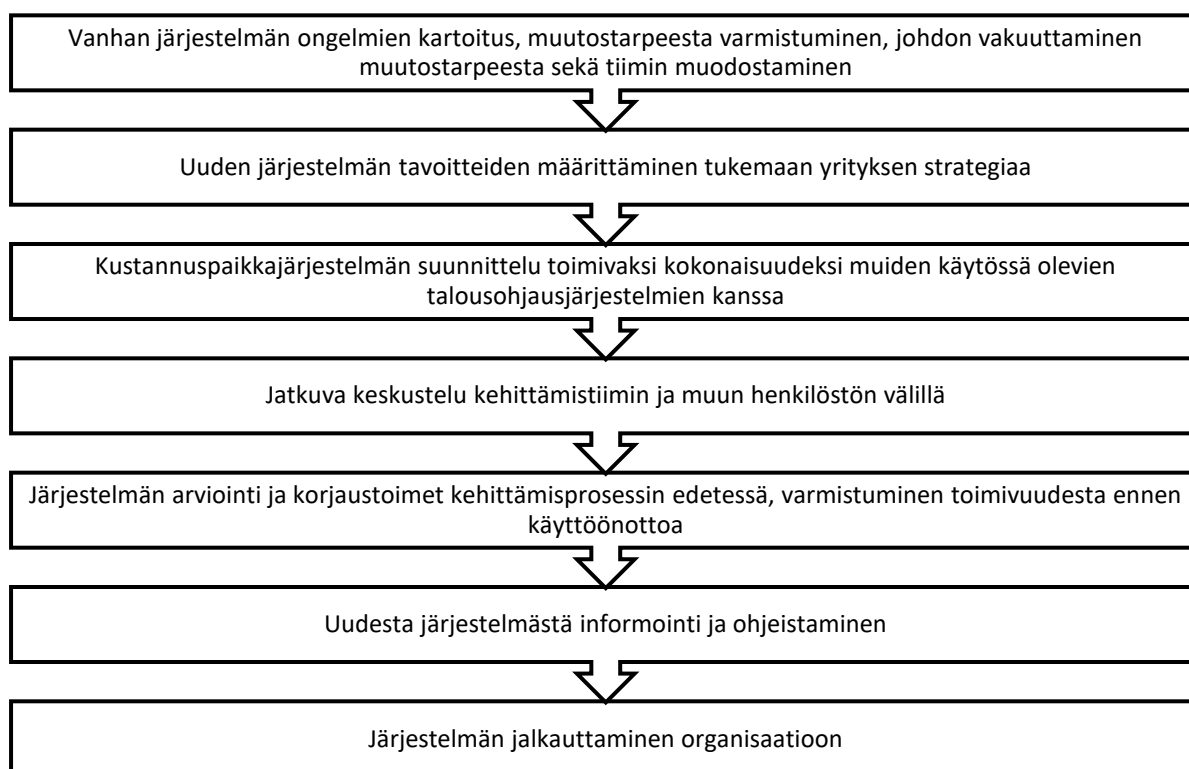 Vanhan järjestelmän ongelmien kartoitus, muutostarpeesta varmistuminen, johdon vakuuttaminen
muutostarpeesta sekä tiimin muodostaminen
Uuden järjestelmän tavoitteiden määrittäminen tukemaan yrityksen strategiaa
Kustannuspaikkajärjestelmän suunnittelu toimivaksi kokonaisuudeksi muiden käytössä olevien
talousohjausjärjestelmien kanssa
Jatkuva keskustelu kehittämistiimin ja muun henkilöstön välillä
Järjestelmän arviointi ja korjaustoimet kehittämisprosessin edetessä, varmistuminen toimivuudesta ennen
käyttöönottoa
Uudesta järjestelmästä informointi ja ohjeistaminen
Järjestelmän jalkauttaminen organisaatioon